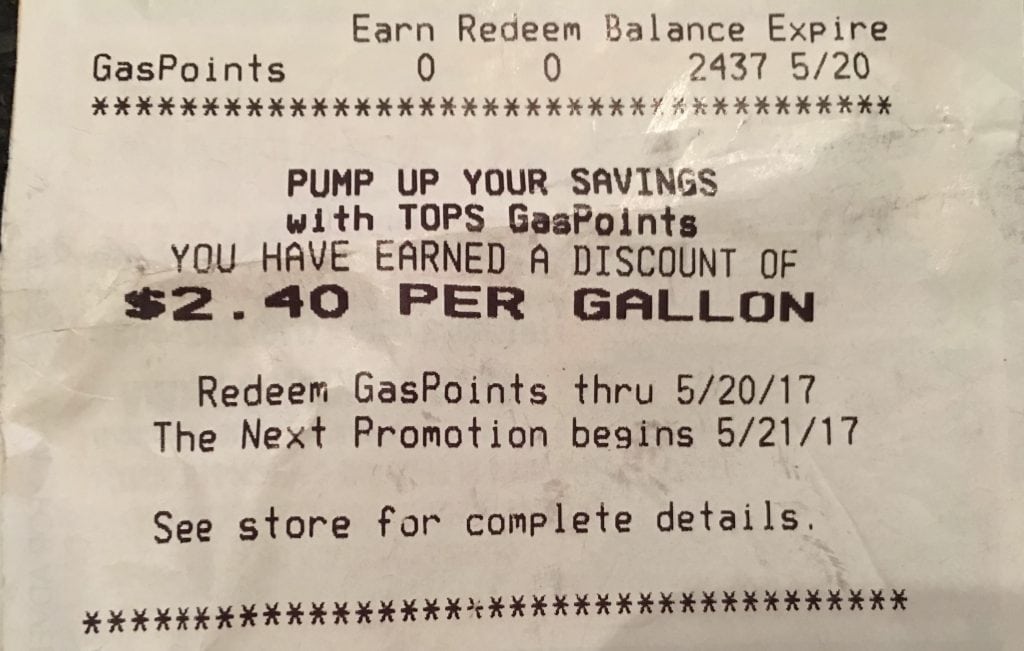 Earn Redeem Balance Expire
GasPoints 0 0 2437 5/20
*************************************
PUMP UP YOUR SAVINGS
with TOPS GasPoints
YOU HAVE EARNED A DISCOUNT OF
$2.40 PER GALLON
Redeem GasPoints thru 5/20/17
The Next Promotion begins 5/21/17
See store for complete details.
*************************************